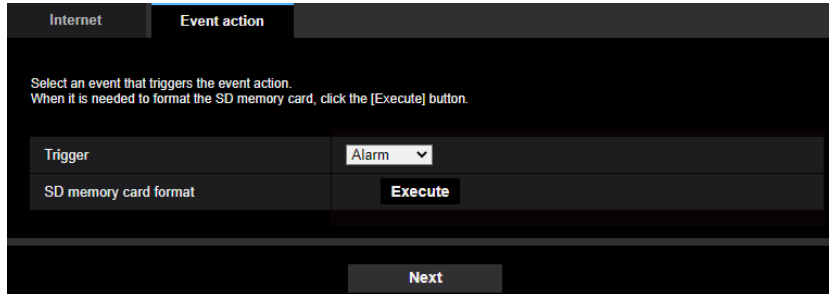 Internet
Event action
Select an event that triggers the event action.
When it is needed to format the SD memory card, click the [Execute] button.
Trigger
Alarm
SD memory card format
Execute
Next